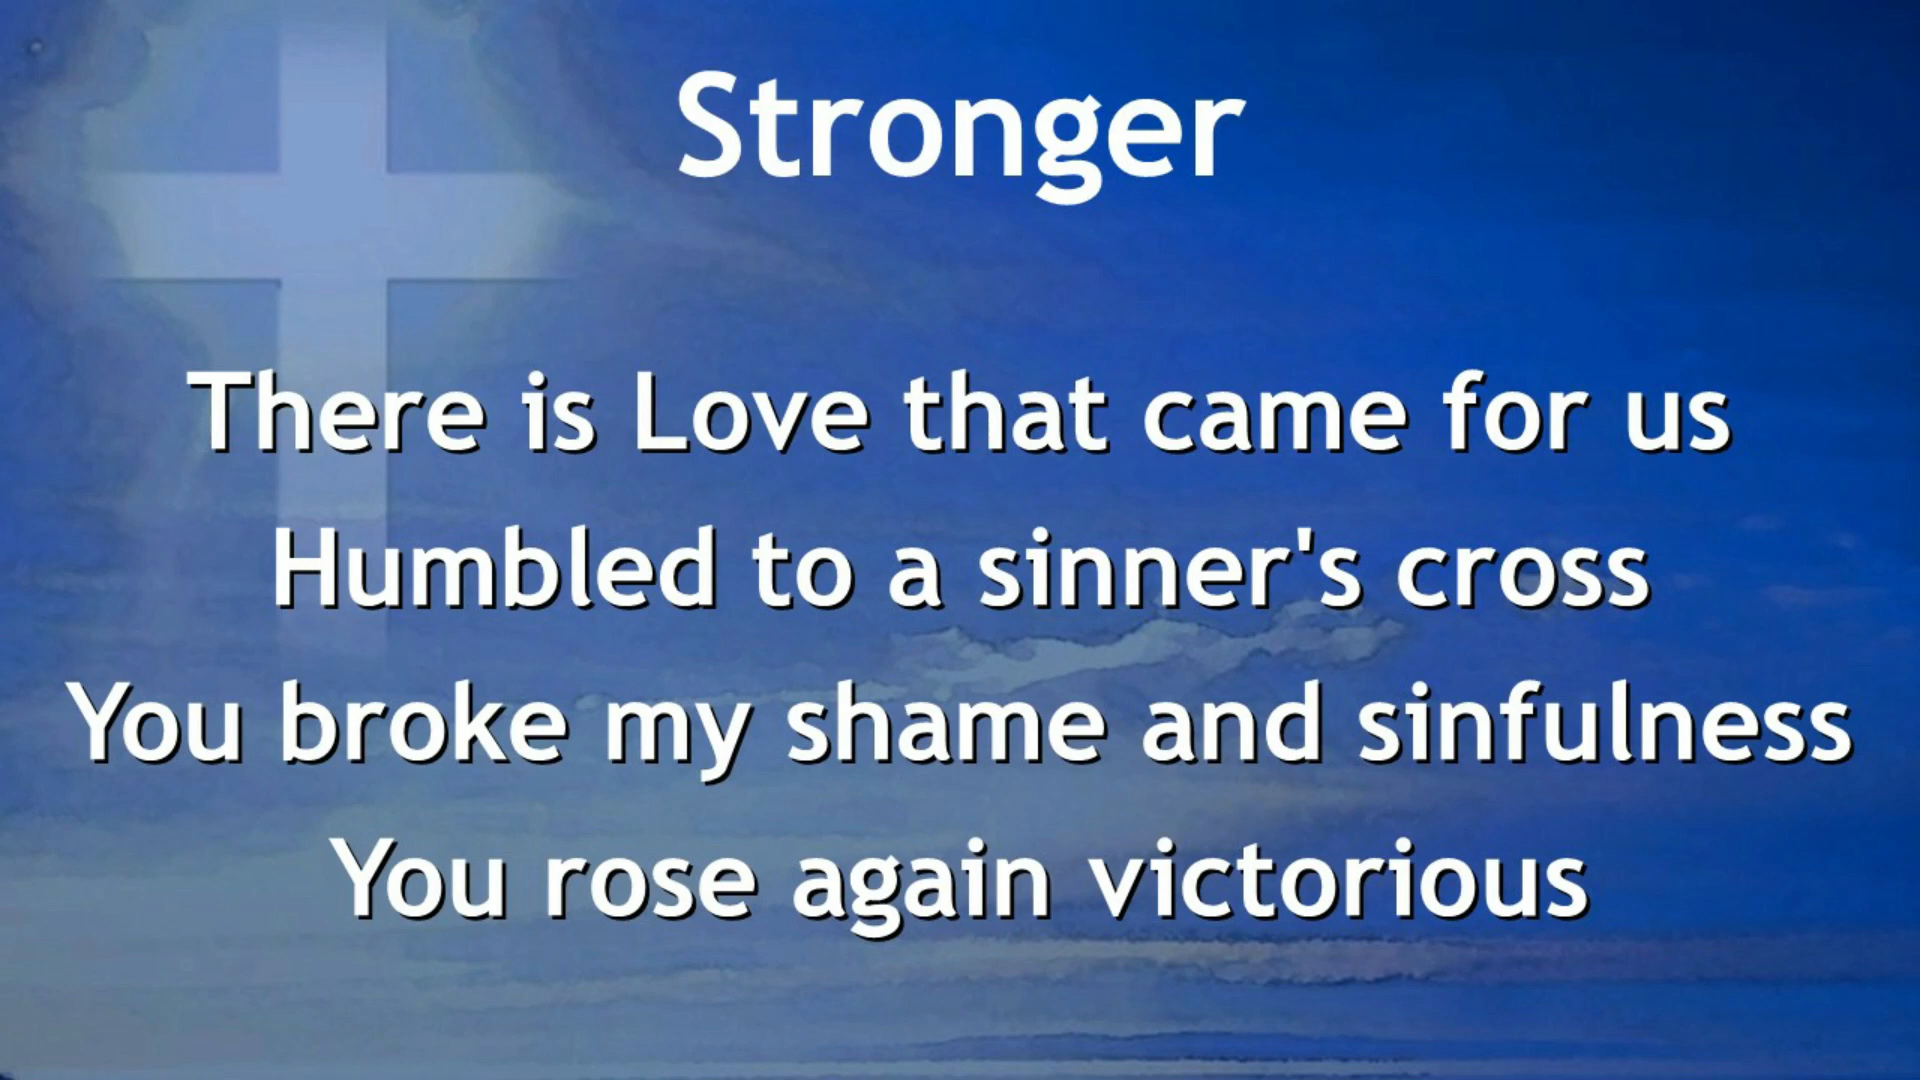 Stronger
There is Love that came for us
Humbled to a sinner's cross
You broke my shame and sinfulness
You rose again victorious